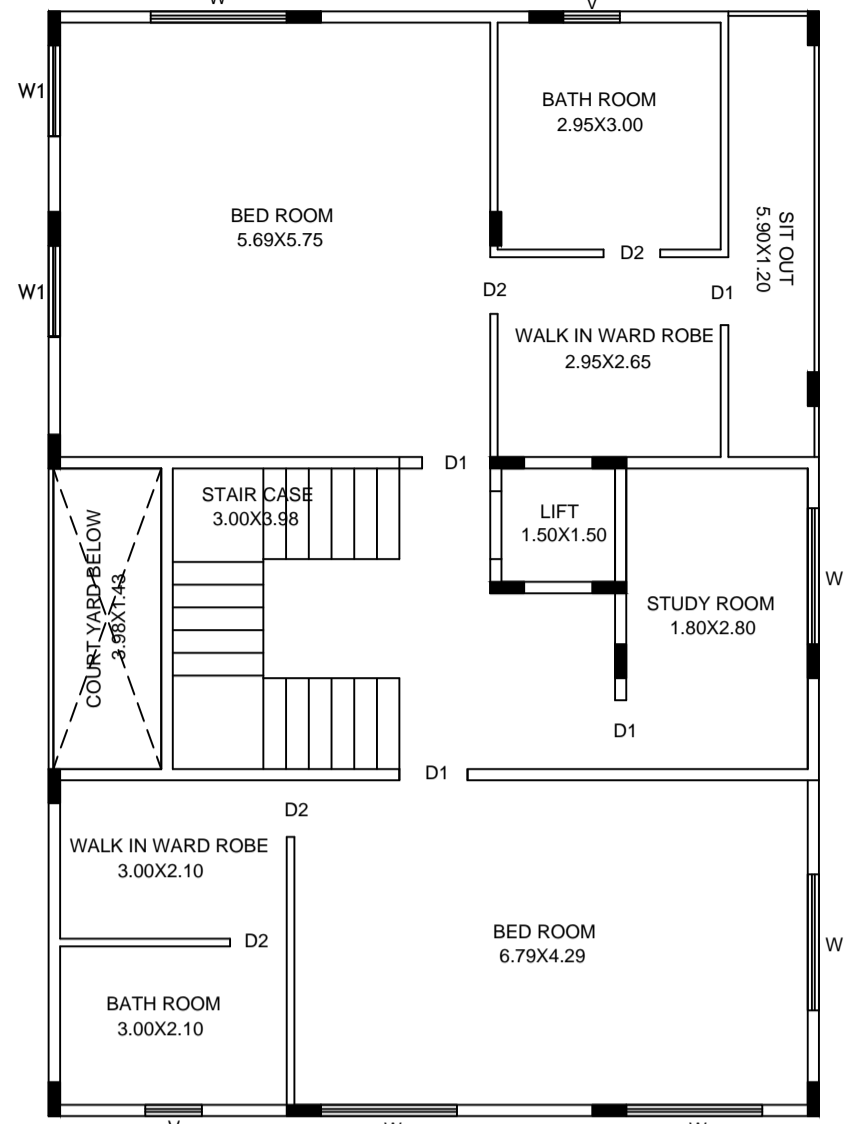 W
V
W1
BATH ROOM
2.95X3.00
BED ROOM
5.69X5.75
SIT OUT
5.90X1.20
D2
W1
D2
D1
WALK IN WARD ROBE
2.95X2.65
D1
STAIR CASE
3.00X3.98
LIFT
1.50X1.50
COURT YARD BELOW
3.98X1.43
W
STUDY ROOM
1.80X2.80
D1
D1
D2
WALK IN WARD ROBE
3.00X2.10
D2
BED ROOM
6.79X4.29
W
BATH ROOM
3.00X2.10
V
W
W